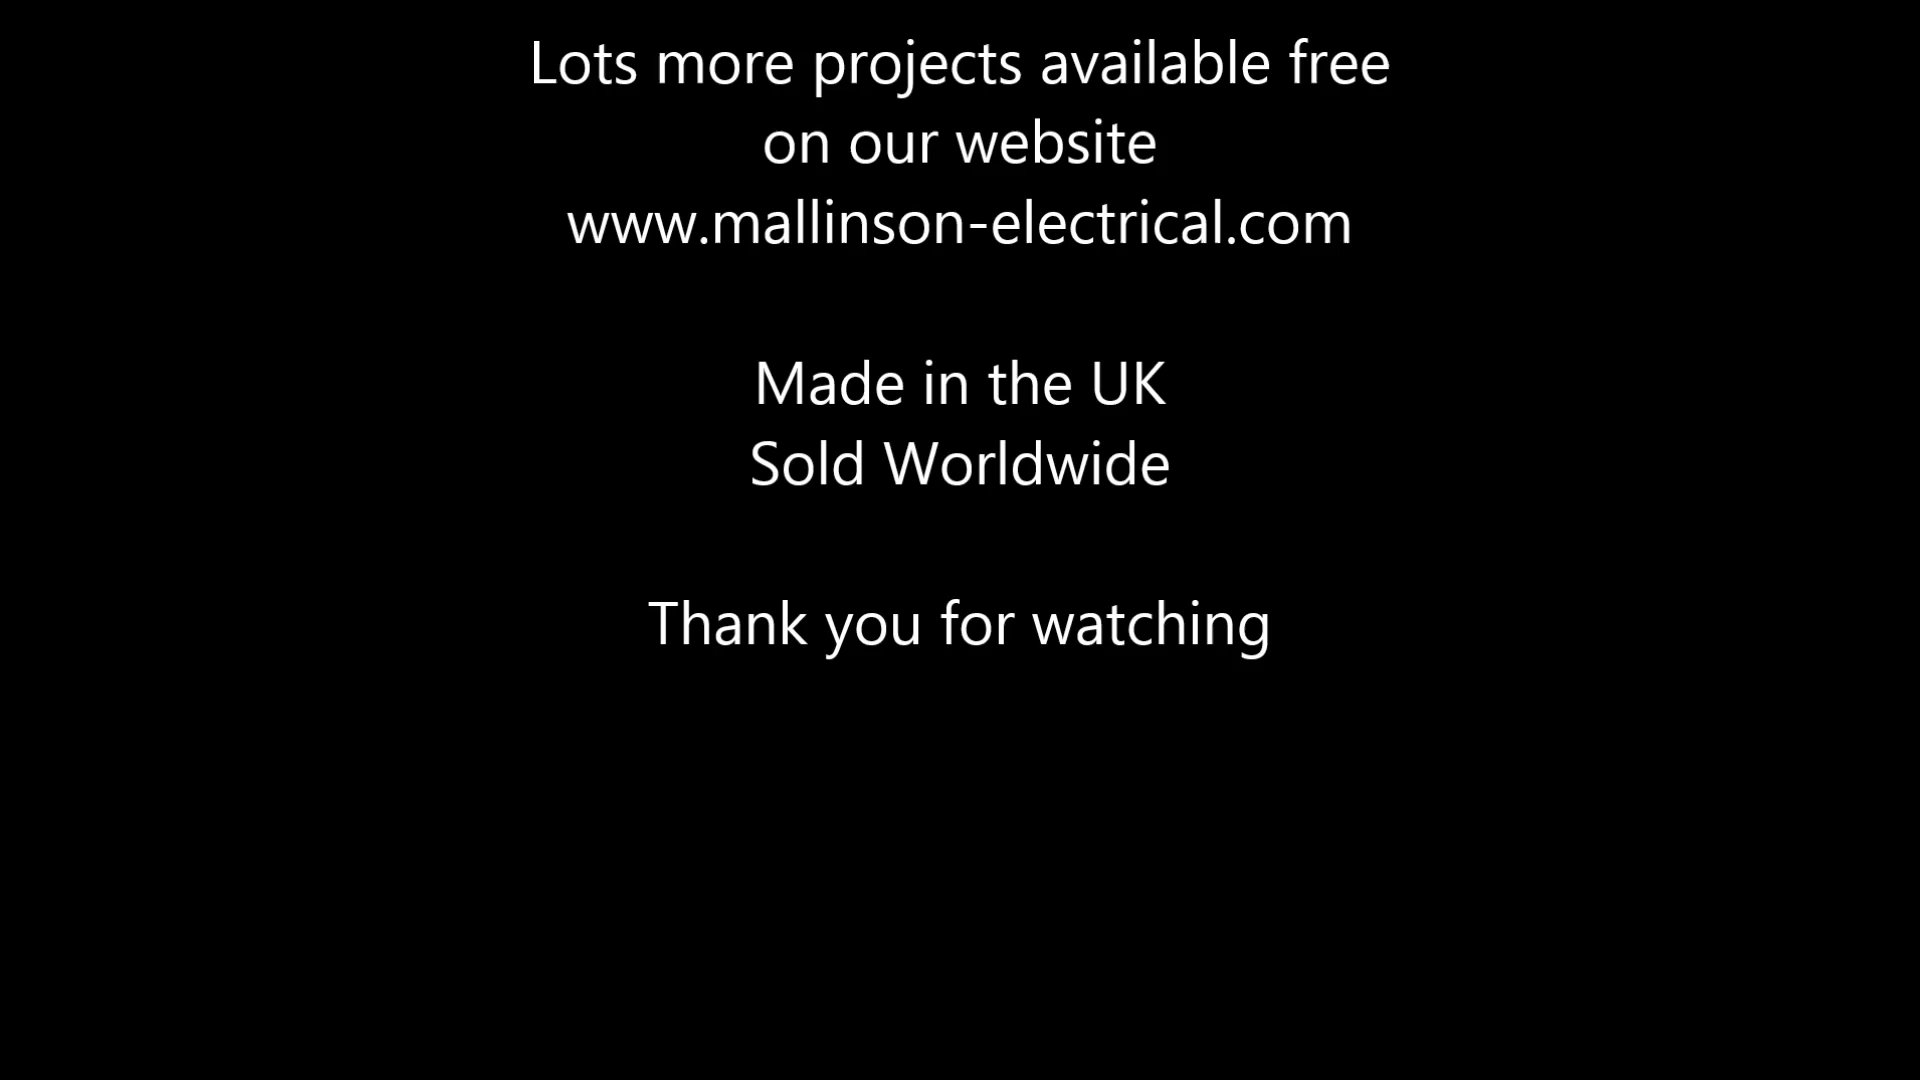 Lots more projects available free
on our website
www.mallinson-electrical.com
Made in the UK
Sold Worldwide
Thank you for watching